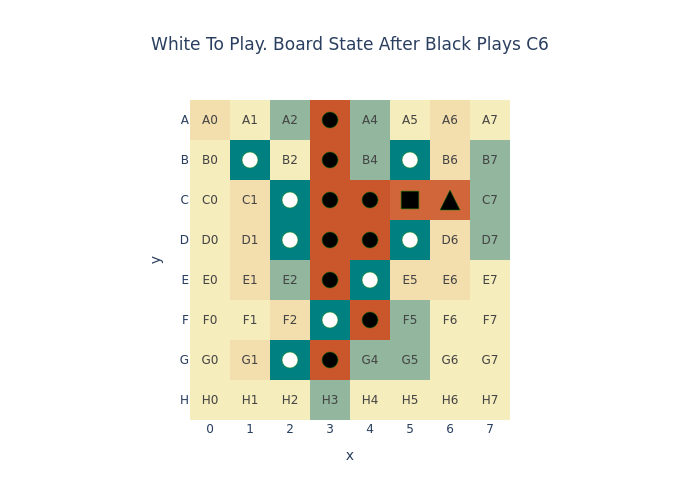 White To Play. Board State After Black Plays C6
A A0 A1 A2 A4 A5 A6 A7
B B0 B2 B4 B6 B7
C C0 C1 C7
D D0 D1 D6 D7
E E0 E1 E2 E5 E6 E7
F F0 F1 F2 F5 F6 F7
G G0 G1 G4 G5 G6 G7
H H0 H1 H2 H3 H4 H5 H6 H7
0 1 2 3 4 5 6 7
x
y